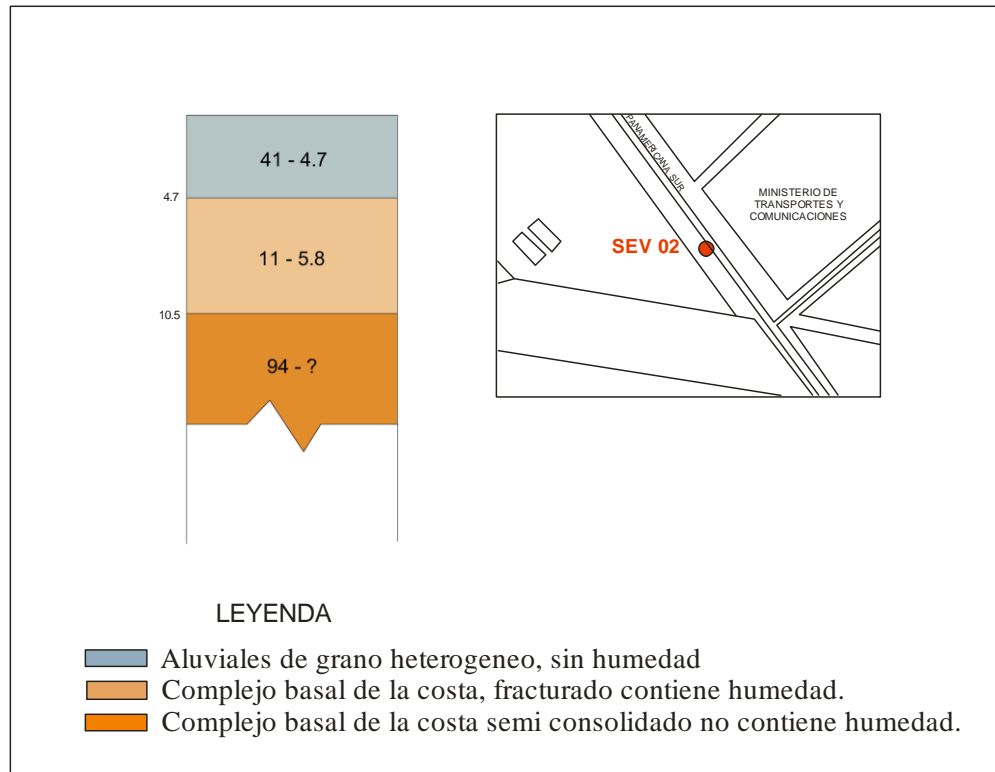 41 - 4.7
4.7
11 - 5.8
10.5
94 - ?
PANAMERICANA SUR
MINISTERIO DE
TRANSPORTES Y
COMUNICACIONES
SEV 02
LEYENDA
Aluviales de grano heterogeneo, sin humedad
Complejo basal de la costa, fracturado contiene humedad.
Complejo basal de la costa semi consolidado no contiene humedad.